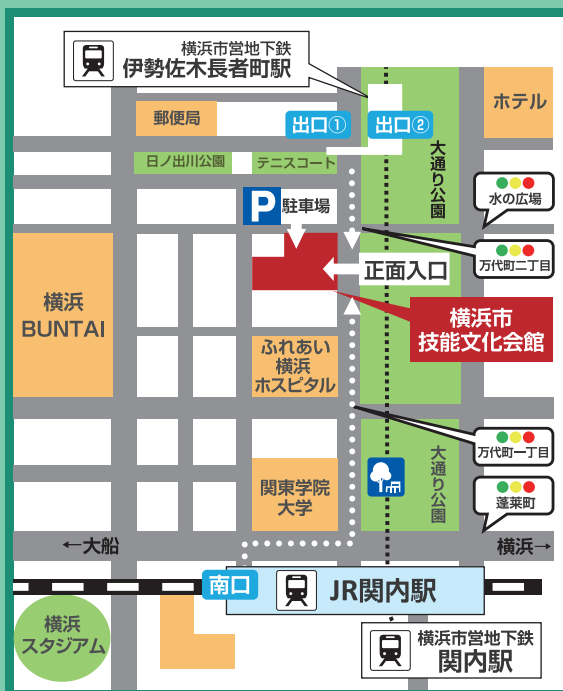 横浜市営地下鉄
伊勢佐木長者町駅
ホテル
郵便局
出口①
出口②
日ノ出川公園
テニスコート
大通り公園
水の広場
P 駐車場
万代町二丁目
正面入口
横浜
BUNTAI
横浜市
技能文化会館
ふれあい
横浜
ホスピタル
万代町一丁目
大通り公園
関東学院
大学
蓬莱町
←大船
横浜→
南口
JR関内駅
横浜
スタジアム
横浜市営地下鉄
関内駅